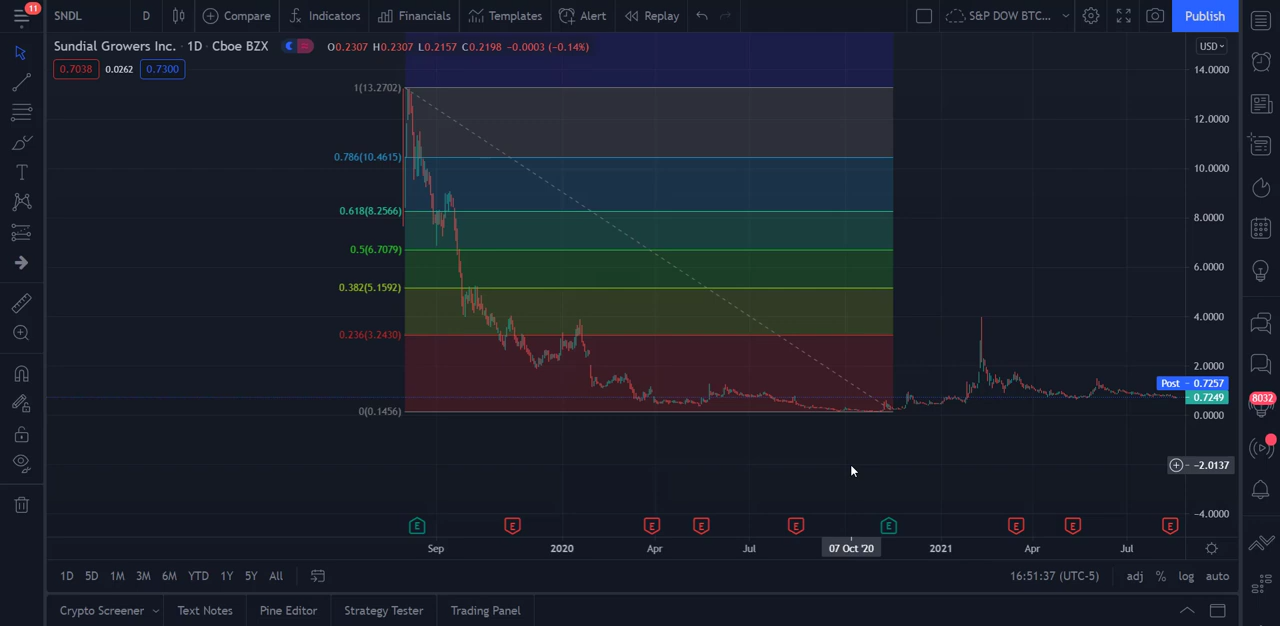 11
SNDL
D
Compare
Indicators
Financials
Templates
Alert
Replay
S&P DOW BTC...
Publish
Sundial Growers Inc. · 1D · Cboe BZX
O0.2307 H0.2307 L0.2157 C0.2198 -0.0003 (-0.14%)
USD
0.7038
0.0262
0.7300
14.0000
1(13.2702)
12.0000
0.786(10.4615)
10.0000
0.618(8.2566)
8.0000
0.5(6.7079)
6.0000
0.382(5.1592)
4.0000
0.236(3.2430)
2.0000
Post - 0.7257
0.7249
8032
0(0.1456)
0.0000
−2.0137
−4.0000
E E E E E E E E E
Sep
2020
Apr
Jul
07 Oct '20
2021
Apr
Jul
1D 5D 1M 3M 6M YTD 1Y 5Y All
16:51:37 (UTC-5)
adj % log auto
Crypto Screener
Text Notes
Pine Editor
Strategy Tester
Trading Panel